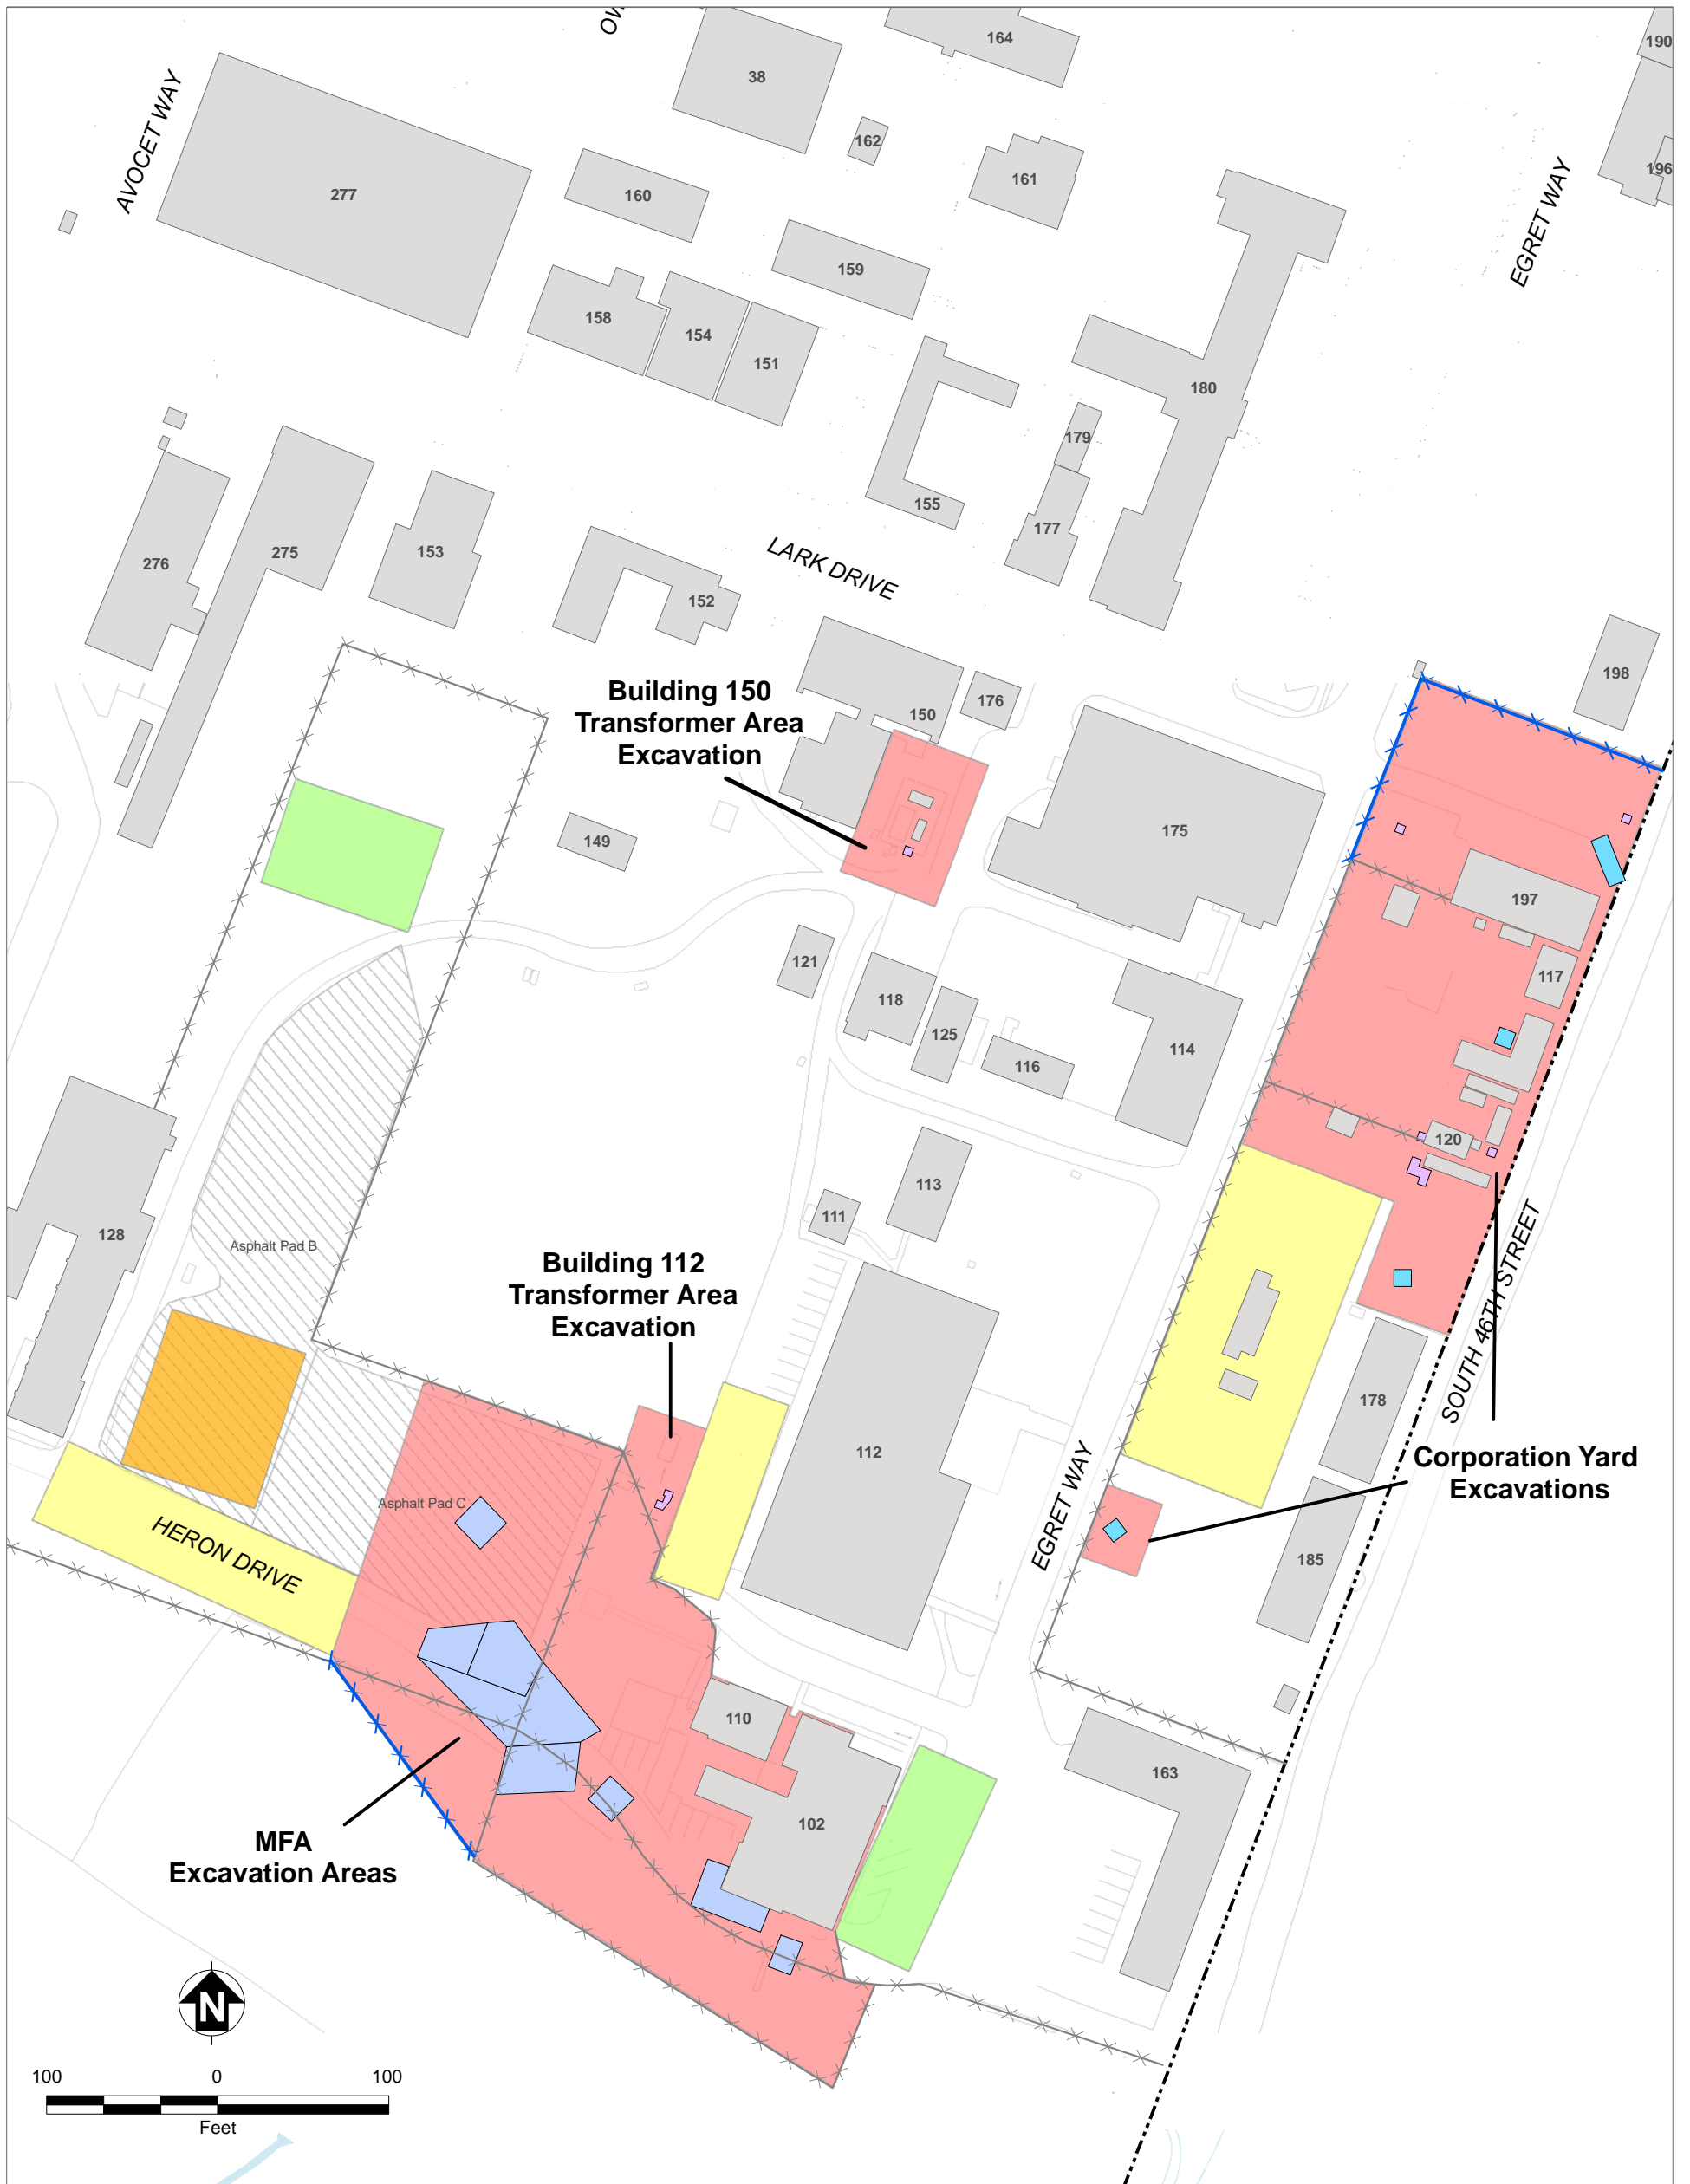 OW
164
190
38
AVOCET WAY
162
196
277
160
161
EGRET WAY
159
158
154
151
180
179
155
177
276
275
153
LARK DRIVE
152
198
Building 150
Transformer Area
Excavation
150
176
149
175
197
121
117
118
125
116
114
120
128
Asphalt Pad B
113
111
Building 112
Transformer Area
Excavation
SOUTH 46TH STREET
178
112
Corporation Yard
Excavations
Asphalt Pad C
HERON DRIVE
EGRET WAY
185
110
163
102
MFA
Excavation Areas
N
100 0 100
Feet